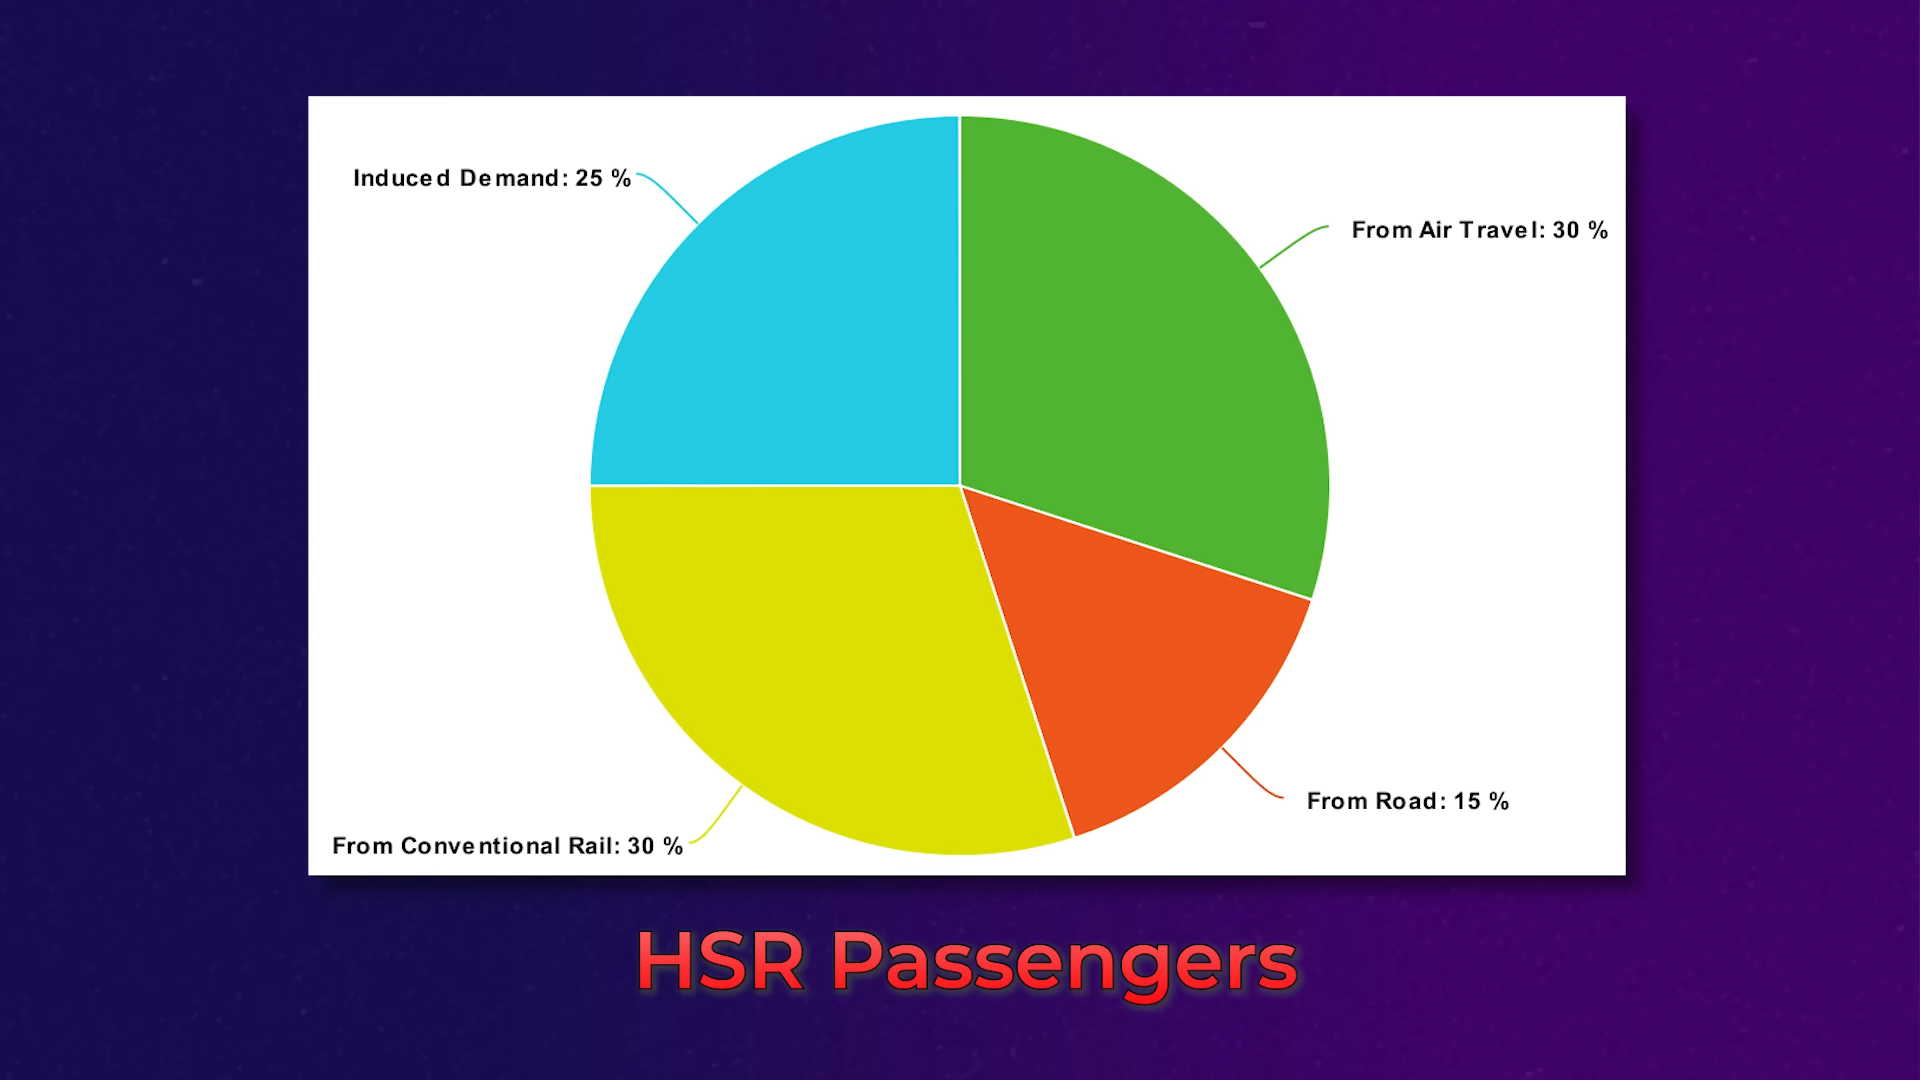 Induced Demand: 25 %
From Air Travel: 30 %
From Road: 15 %
From Conventional Rail: 30 %
HSR Passengers